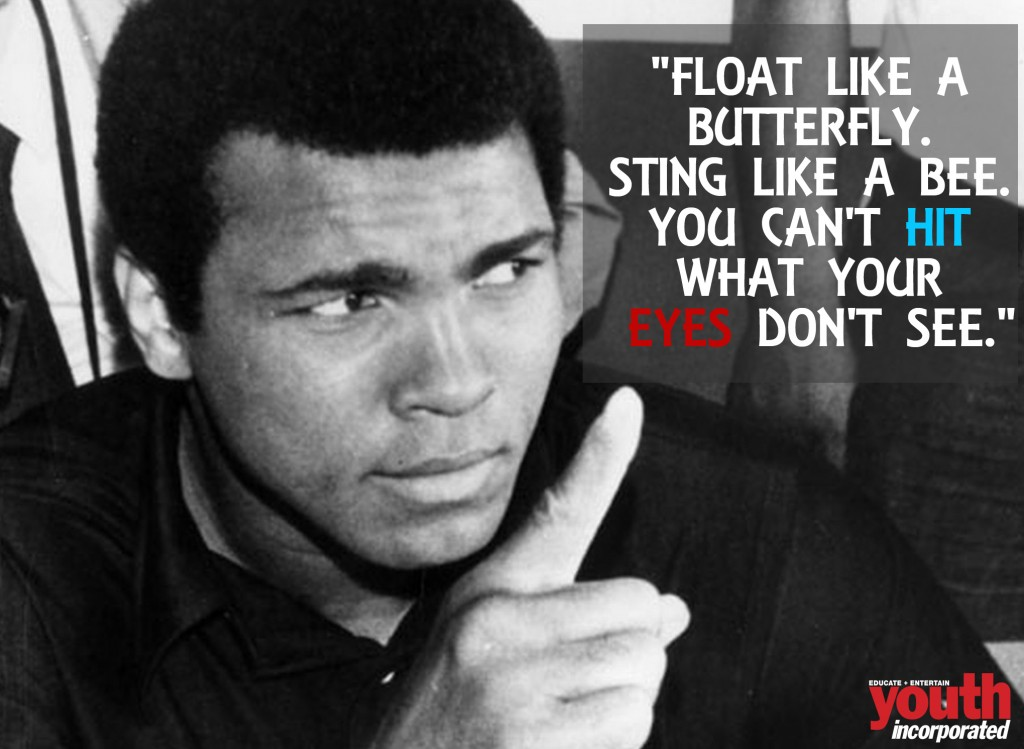 "FLOAT LIKE A
BUTTERFLY.
STING LIKE A BEE.
YOU CAN'T HIT
WHAT YOUR
EYES DON'T SEE."
EDUCATE + ENTERTAIN
youth
incorporated